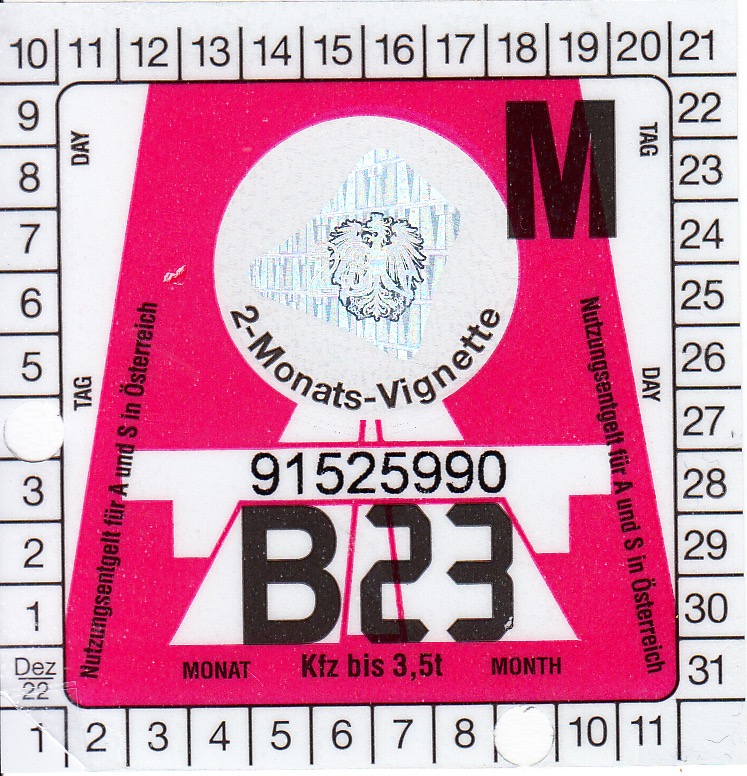 10 11 12 13 14 15 16 17 18 19 20 21
9
8
7
6
5
3
2
1
Dez
22
DAY
TAG
TAG
DAY
M
2-Monats-Vignette
Nutzungsentgelt für A und S in Österreich
Nutzungsentgelt für A und S in Österreich
91525990
B23
MONAT Kfz bis 3,5t MONTH
22
23
24
25
26
27
28
29
30
31
1 2 3 4 5 6 7 8 10 11